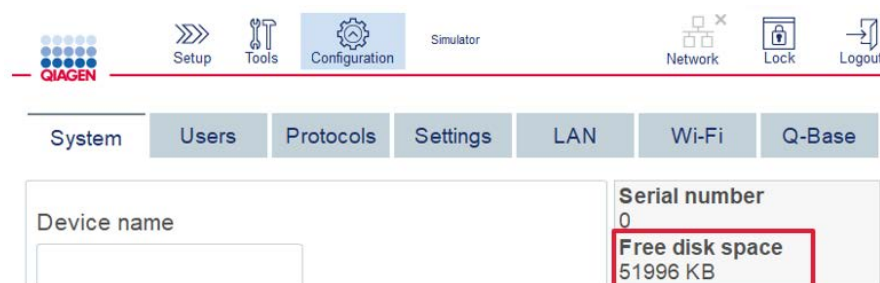 QIAGEN
Setup
Tools
Configuration
Simulator
Network
Lock
Logout
System
Users
Protocols
Settings
LAN
Wi-Fi
Q-Base
Device name
Serial number
0
Free disk space
51996 KB